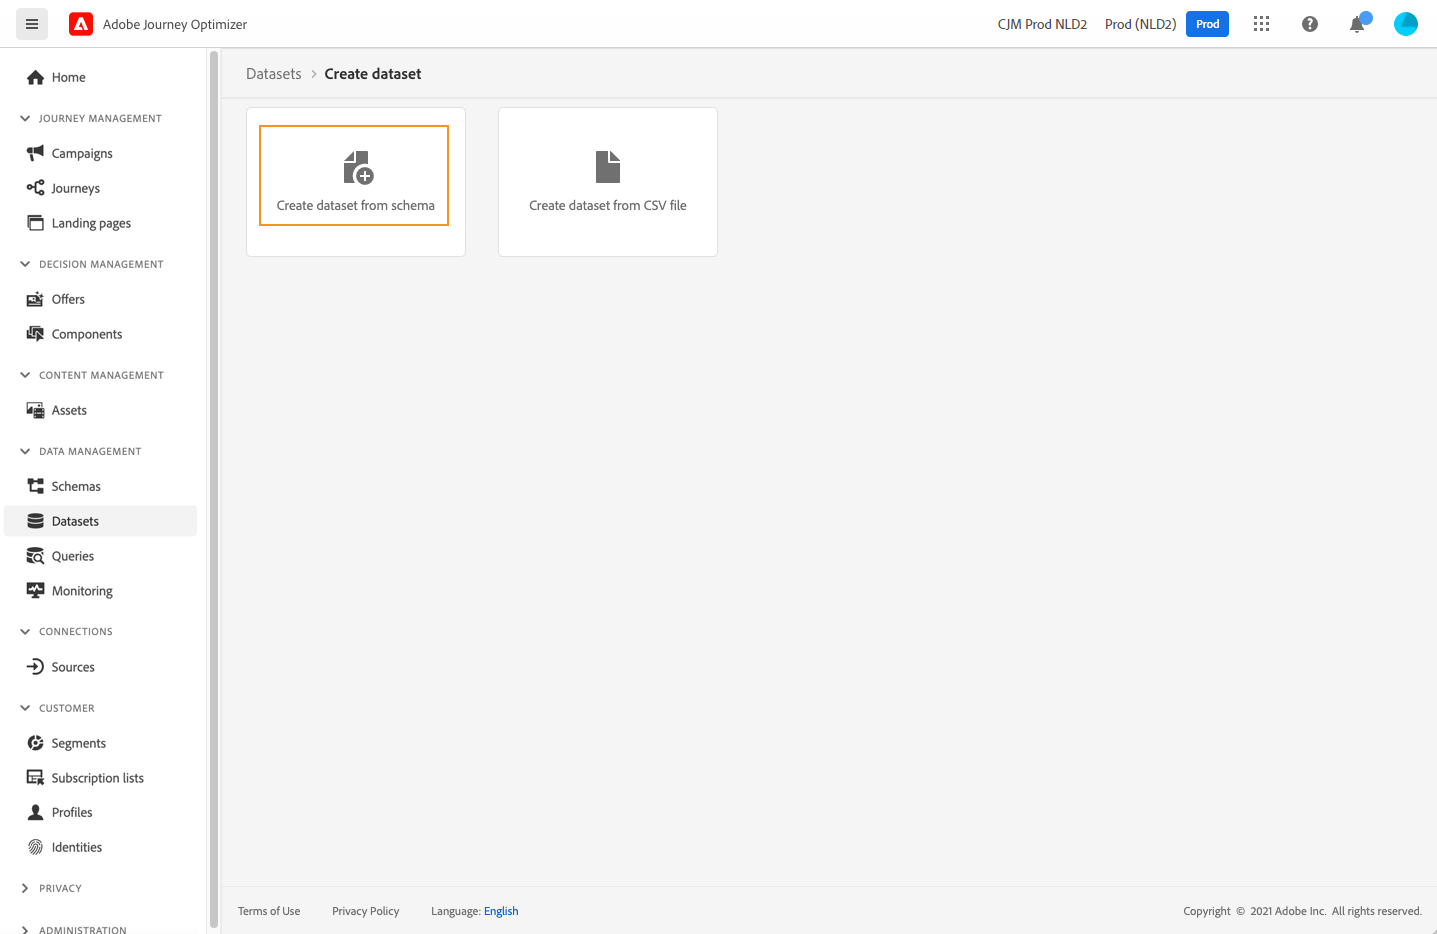 Adobe Journey Optimizer
CJM Prod NLD2
Prod (NLD2)
Prod
Home
JOURNEY MANAGEMENT
Campaigns
Journeys
Landing pages
DECISION MANAGEMENT
Offers
Components
CONTENT MANAGEMENT
Assets
DATA MANAGEMENT
Schemas
Datasets
Queries
Monitoring
CONNECTIONS
Sources
CUSTOMER
Segments
Subscription lists
Profiles
Identities
PRIVACY
ADMINISTRATION
Datasets > Create dataset
Create dataset from schema
Create dataset from CSV file
Terms of Use
Privacy Policy
Language: English
Copyright © 2021 Adobe Inc. All rights reserved.